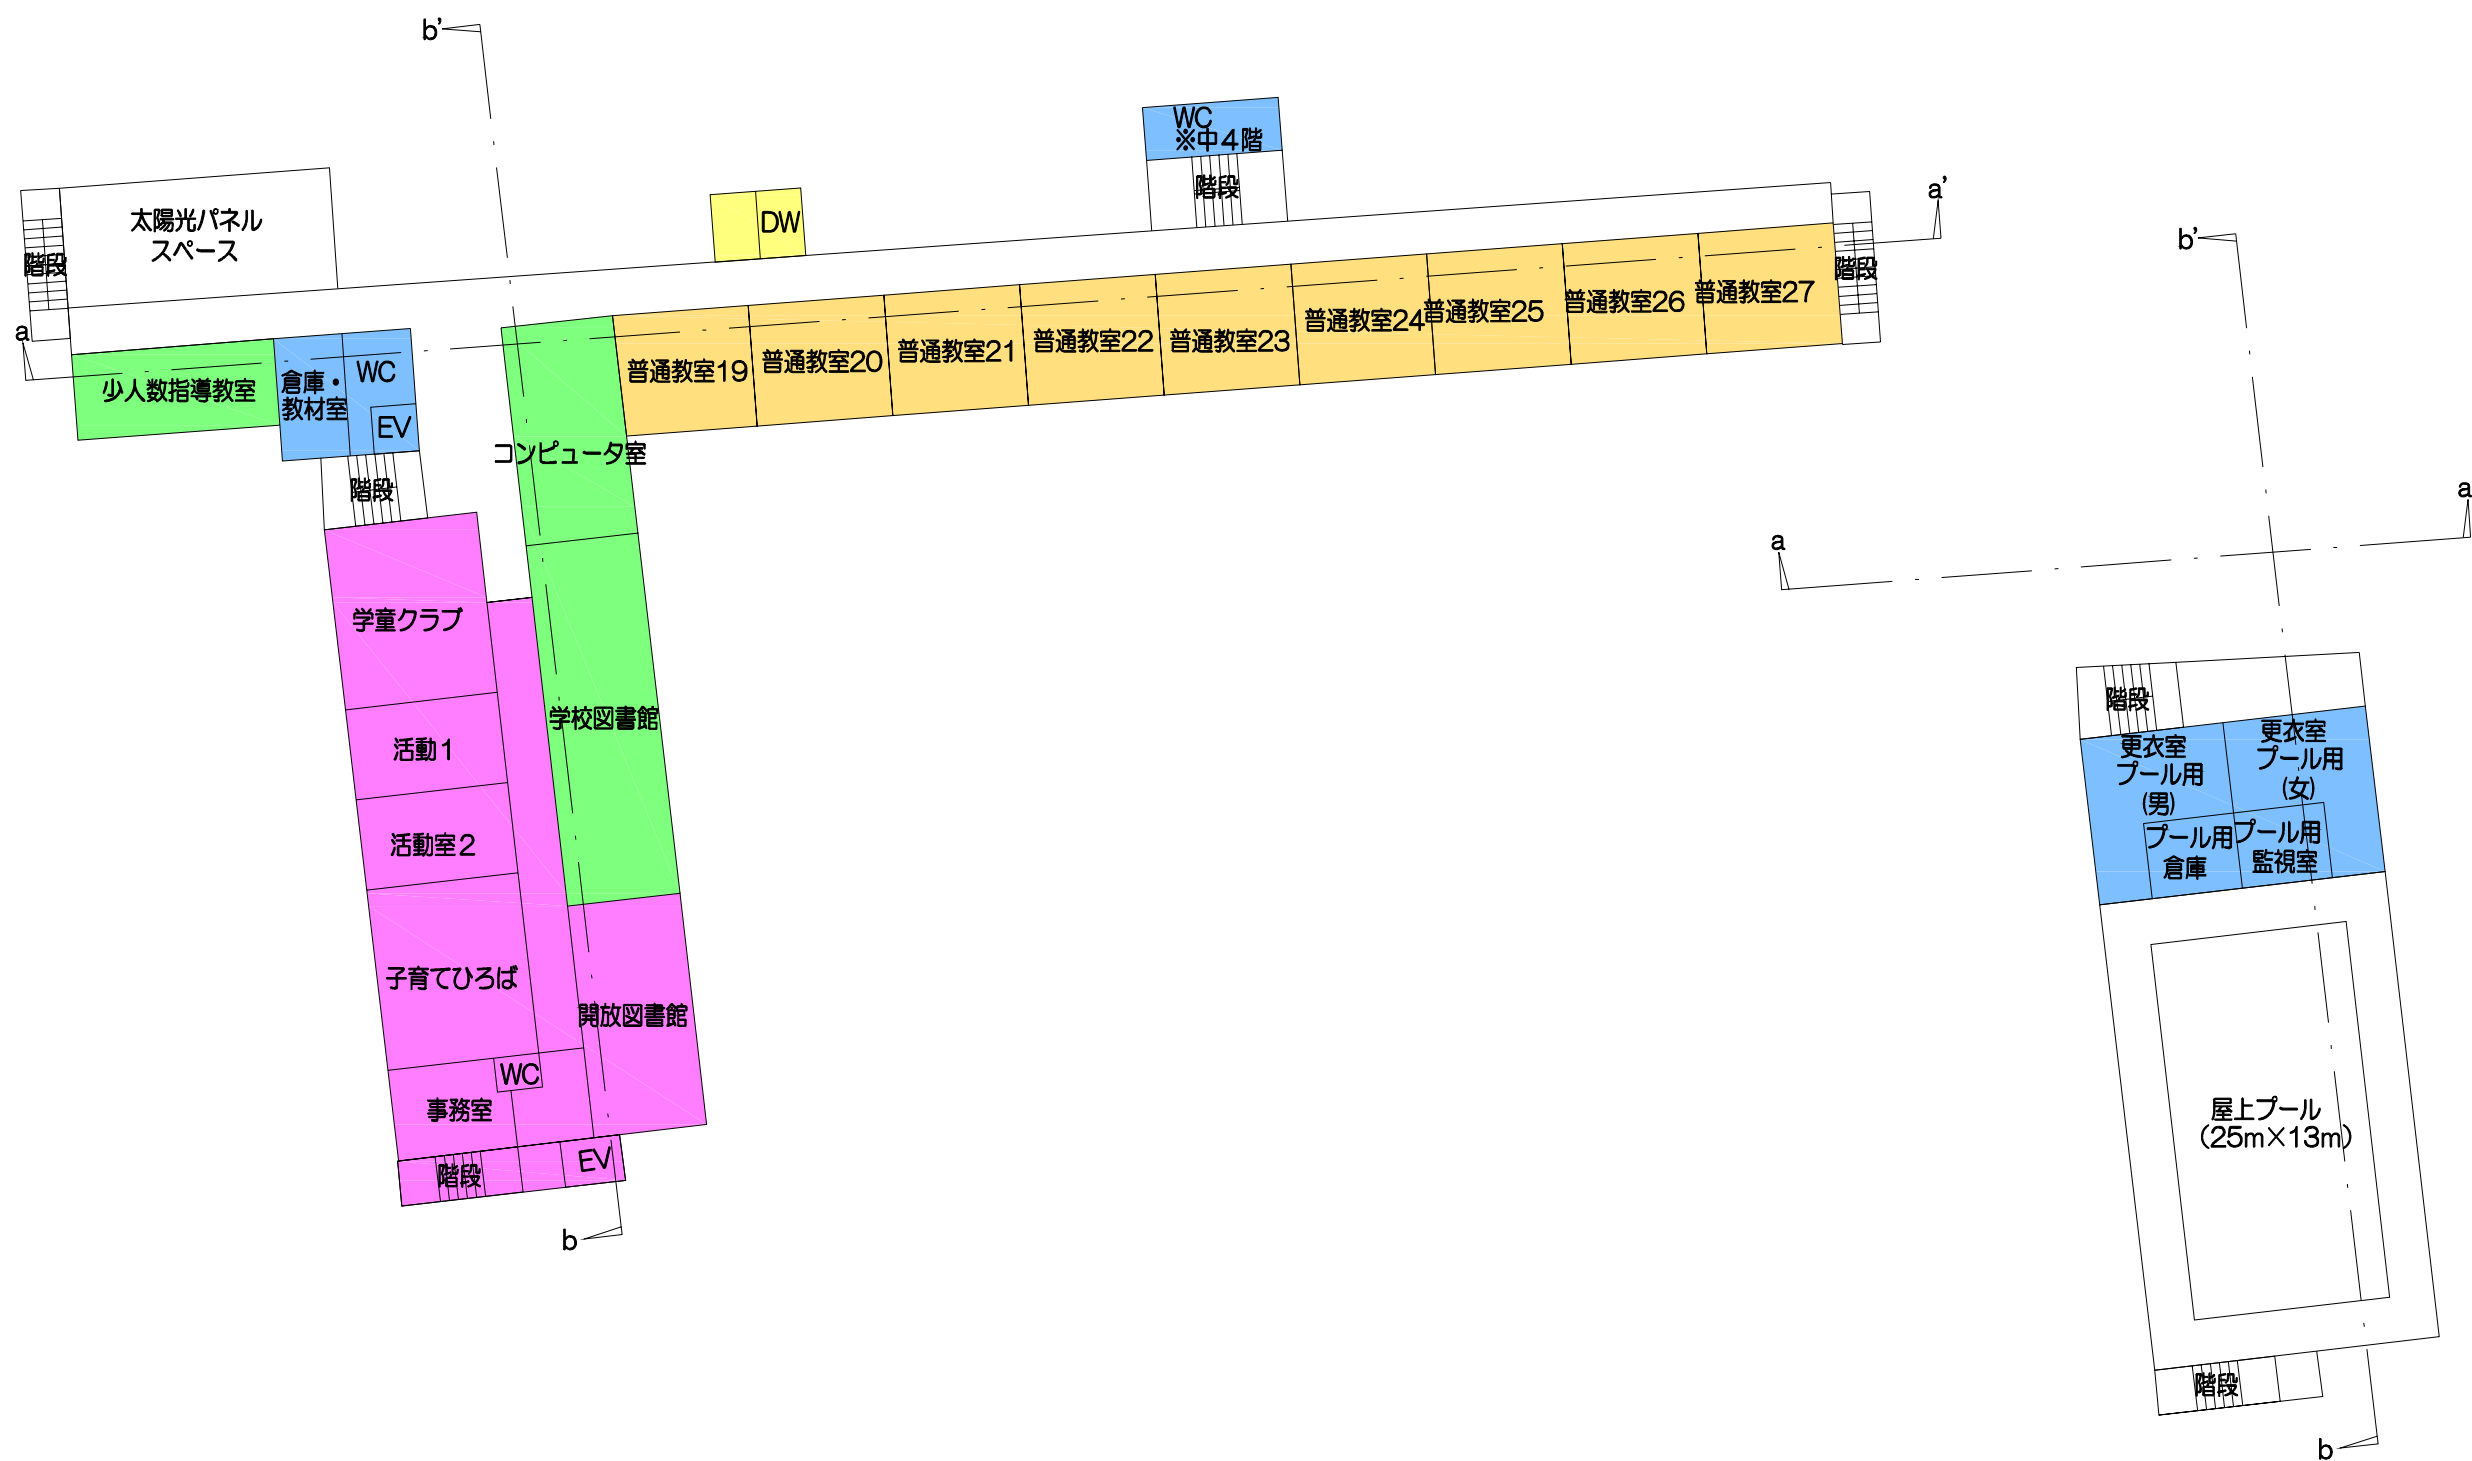 b’
WC
※中４階
階段
a’
太陽光パネル
スペース
DW
b’
階段
階段
a
少人数指導教室
倉庫・
教材室
WC
EV
普通教室19
普通教室20
普通教室21
普通教室22
普通教室23
普通教室24
普通教室25
普通教室26
普通教室27
コンピュータ室
階段
a
a
学童クラブ
学校図書館
活動１
活動室２
子育てひろば
開放図書館
WC
事務室
階段
EV
b
階段
更衣室
プール用
(男)
更衣室
プール用
(女)
プール用
倉庫
プール用
監視室
屋上プール
（25m×13m）
階段
b